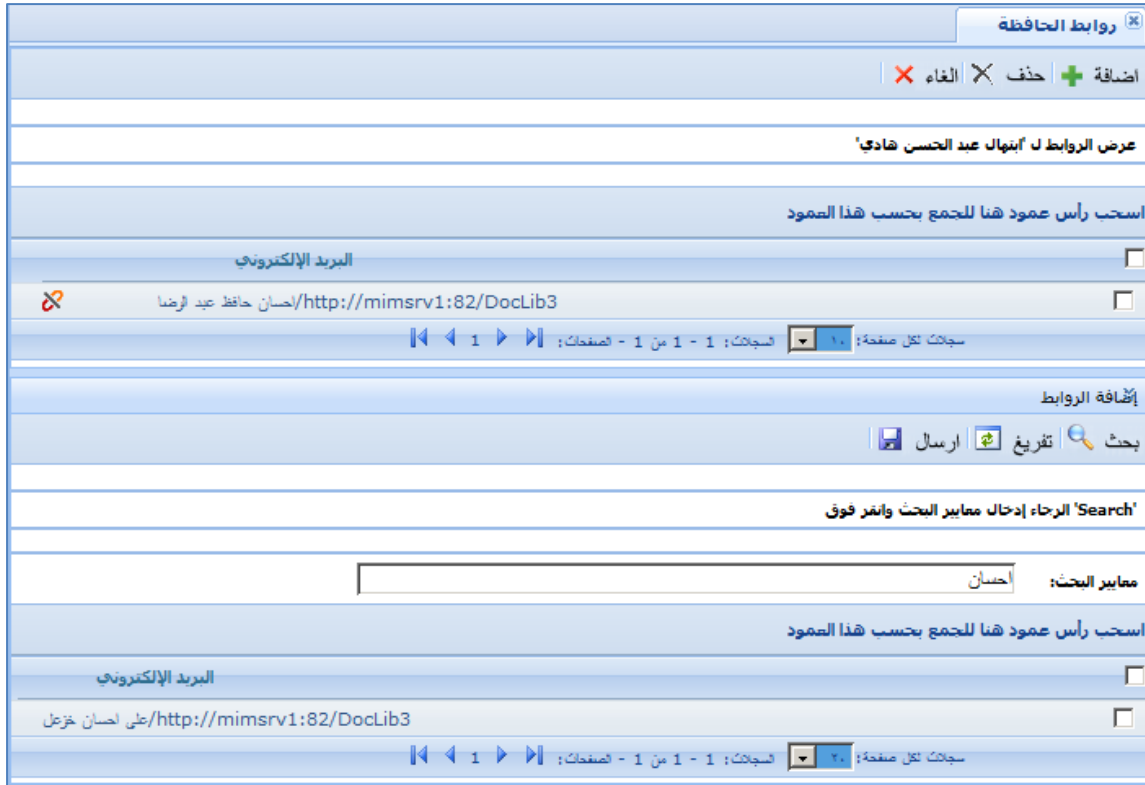 روابط الحافظة
اضافة حذف الغاء
عرض الروابط ل 'ابتهال عبد الحسن هادي'
اسحب رأس عمود هنا للجمع بحسب هذا العمود
البريد الإلكتروني
http://mimsrv1:82/DocLib3/احسان حافظ عبد الرضا
سجلات لكل صفحة: ١٠ السجلات: 1 - 1 من 1 - الصفحات: 1
إضافة الروابط
بحث تفريغ ارسال
'Search' الرجاء إدخال معايير البحث وانقر فوق
معايير البحث: احسان
اسحب رأس عمود هنا للجمع بحسب هذا العمود
البريد الإلكتروني
http://mimsrv1:82/DocLib3/على احسان خزعل
سجلات لكل صفحة: ٢٠ السجلات: 1 - 1 من 1 - الصفحات: 1